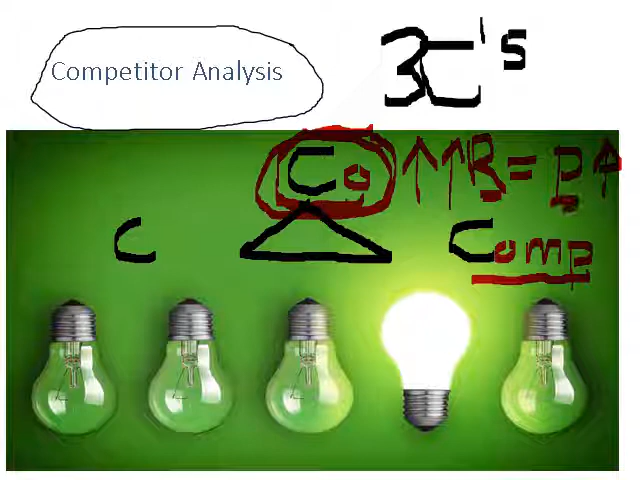 Competitor Analysis
3C's
Co ↑↑R = P↑
C Comp